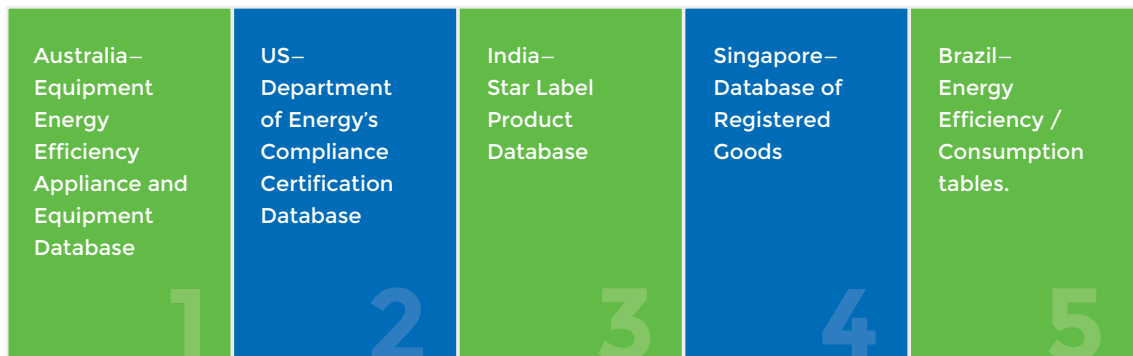 Australia—
Equipment
Energy
Efficiency
Appliance and
Equipment
Database
1
US—
Department
of Energy’s
Compliance
Certification
Database
2
India—
Star Label
Product
Database
3
Singapore—
Database of
Registered
Goods
4
Brazil—
Energy
Efficiency /
Consumption
tables.
5